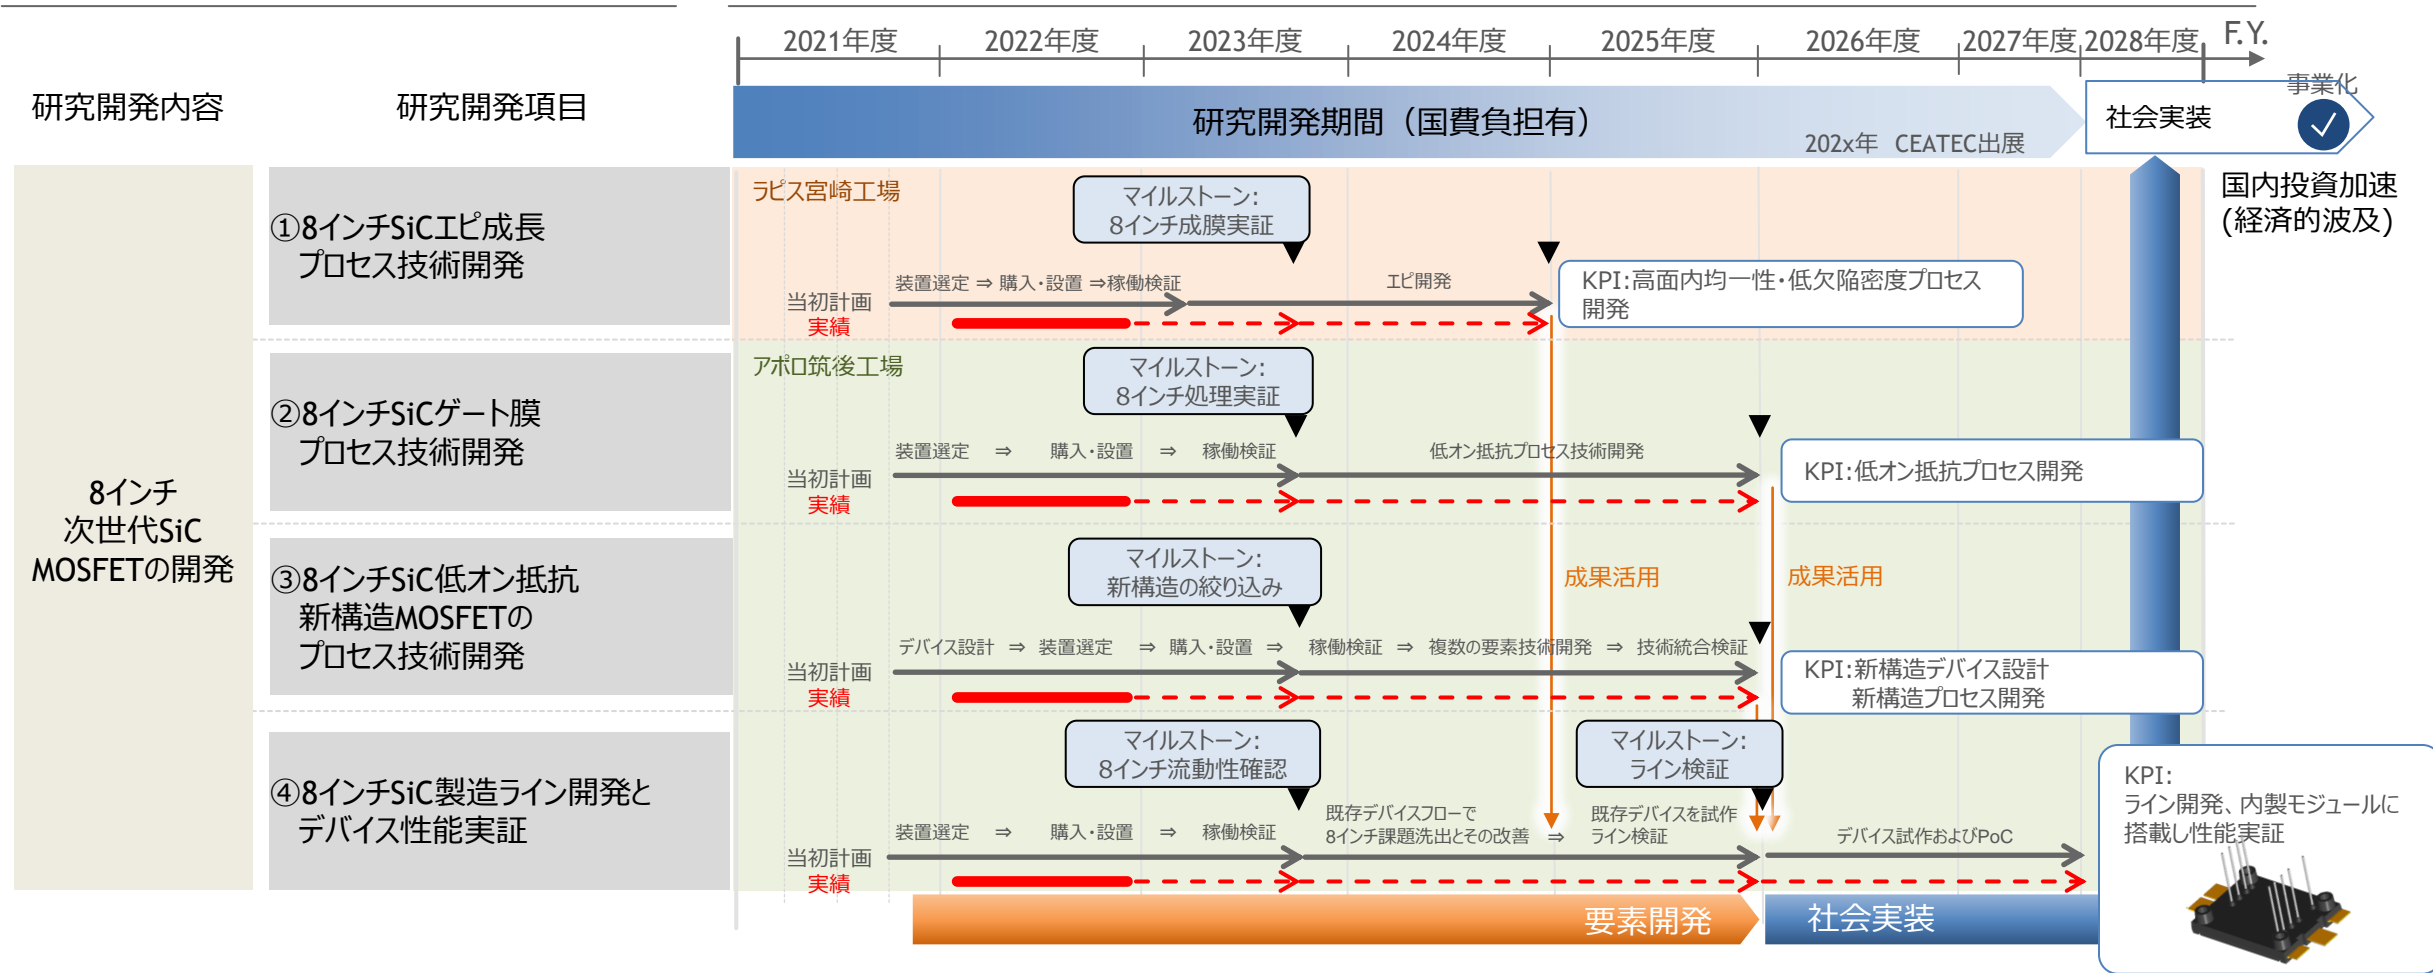 2021年度
2022年度
2023年度
2024年度
2025年度
2026年度
2027年度
2028年度
F.Y.
研究開発内容
研究開発項目
研究開発期間（国費負担有）
202x年 CEATEC出展
社会実装
事業化
国内投資加速
(経済的波及)
8インチ
次世代SiC
MOSFETの開発
①8インチSiCエピ成長
プロセス技術開発
ラピス宮崎工場
マイルストーン:
8インチ成膜実証
装置選定 ⇒ 購入・設置 ⇒稼働検証
エピ開発
当初計画
実績
KPI:高面内均一性・低欠陥密度プロセス
開発
②8インチSiCゲート膜
プロセス技術開発
アポロ筑後工場
マイルストーン:
8インチ処理実証
装置選定 ⇒ 購入・設置 ⇒ 稼働検証
低オン抵抗プロセス技術開発
当初計画
実績
KPI:低オン抵抗プロセス開発
③8インチSiC低オン抵抗
新構造MOSFETの
プロセス技術開発
マイルストーン:
新構造の絞り込み
成果活用
成果活用
デバイス設計 ⇒ 装置選定 ⇒ 購入・設置 ⇒ 稼働検証 ⇒ 複数の要素技術開発 ⇒ 技術統合検証
当初計画
実績
KPI:新構造デバイス設計
新構造プロセス開発
④8インチSiC製造ライン開発と
デバイス性能実証
マイルストーン:
8インチ流動性確認
マイルストーン:
ライン検証
装置選定 ⇒ 購入・設置 ⇒ 稼働検証
既存デバイスフローで
8インチ課題洗出とその改善 ⇒
既存デバイスを試作
ライン検証
デバイス試作およびPoC
当初計画
実績
KPI:
ライン開発、内製モジュールに
搭載し性能実証
要素開発
社会実装